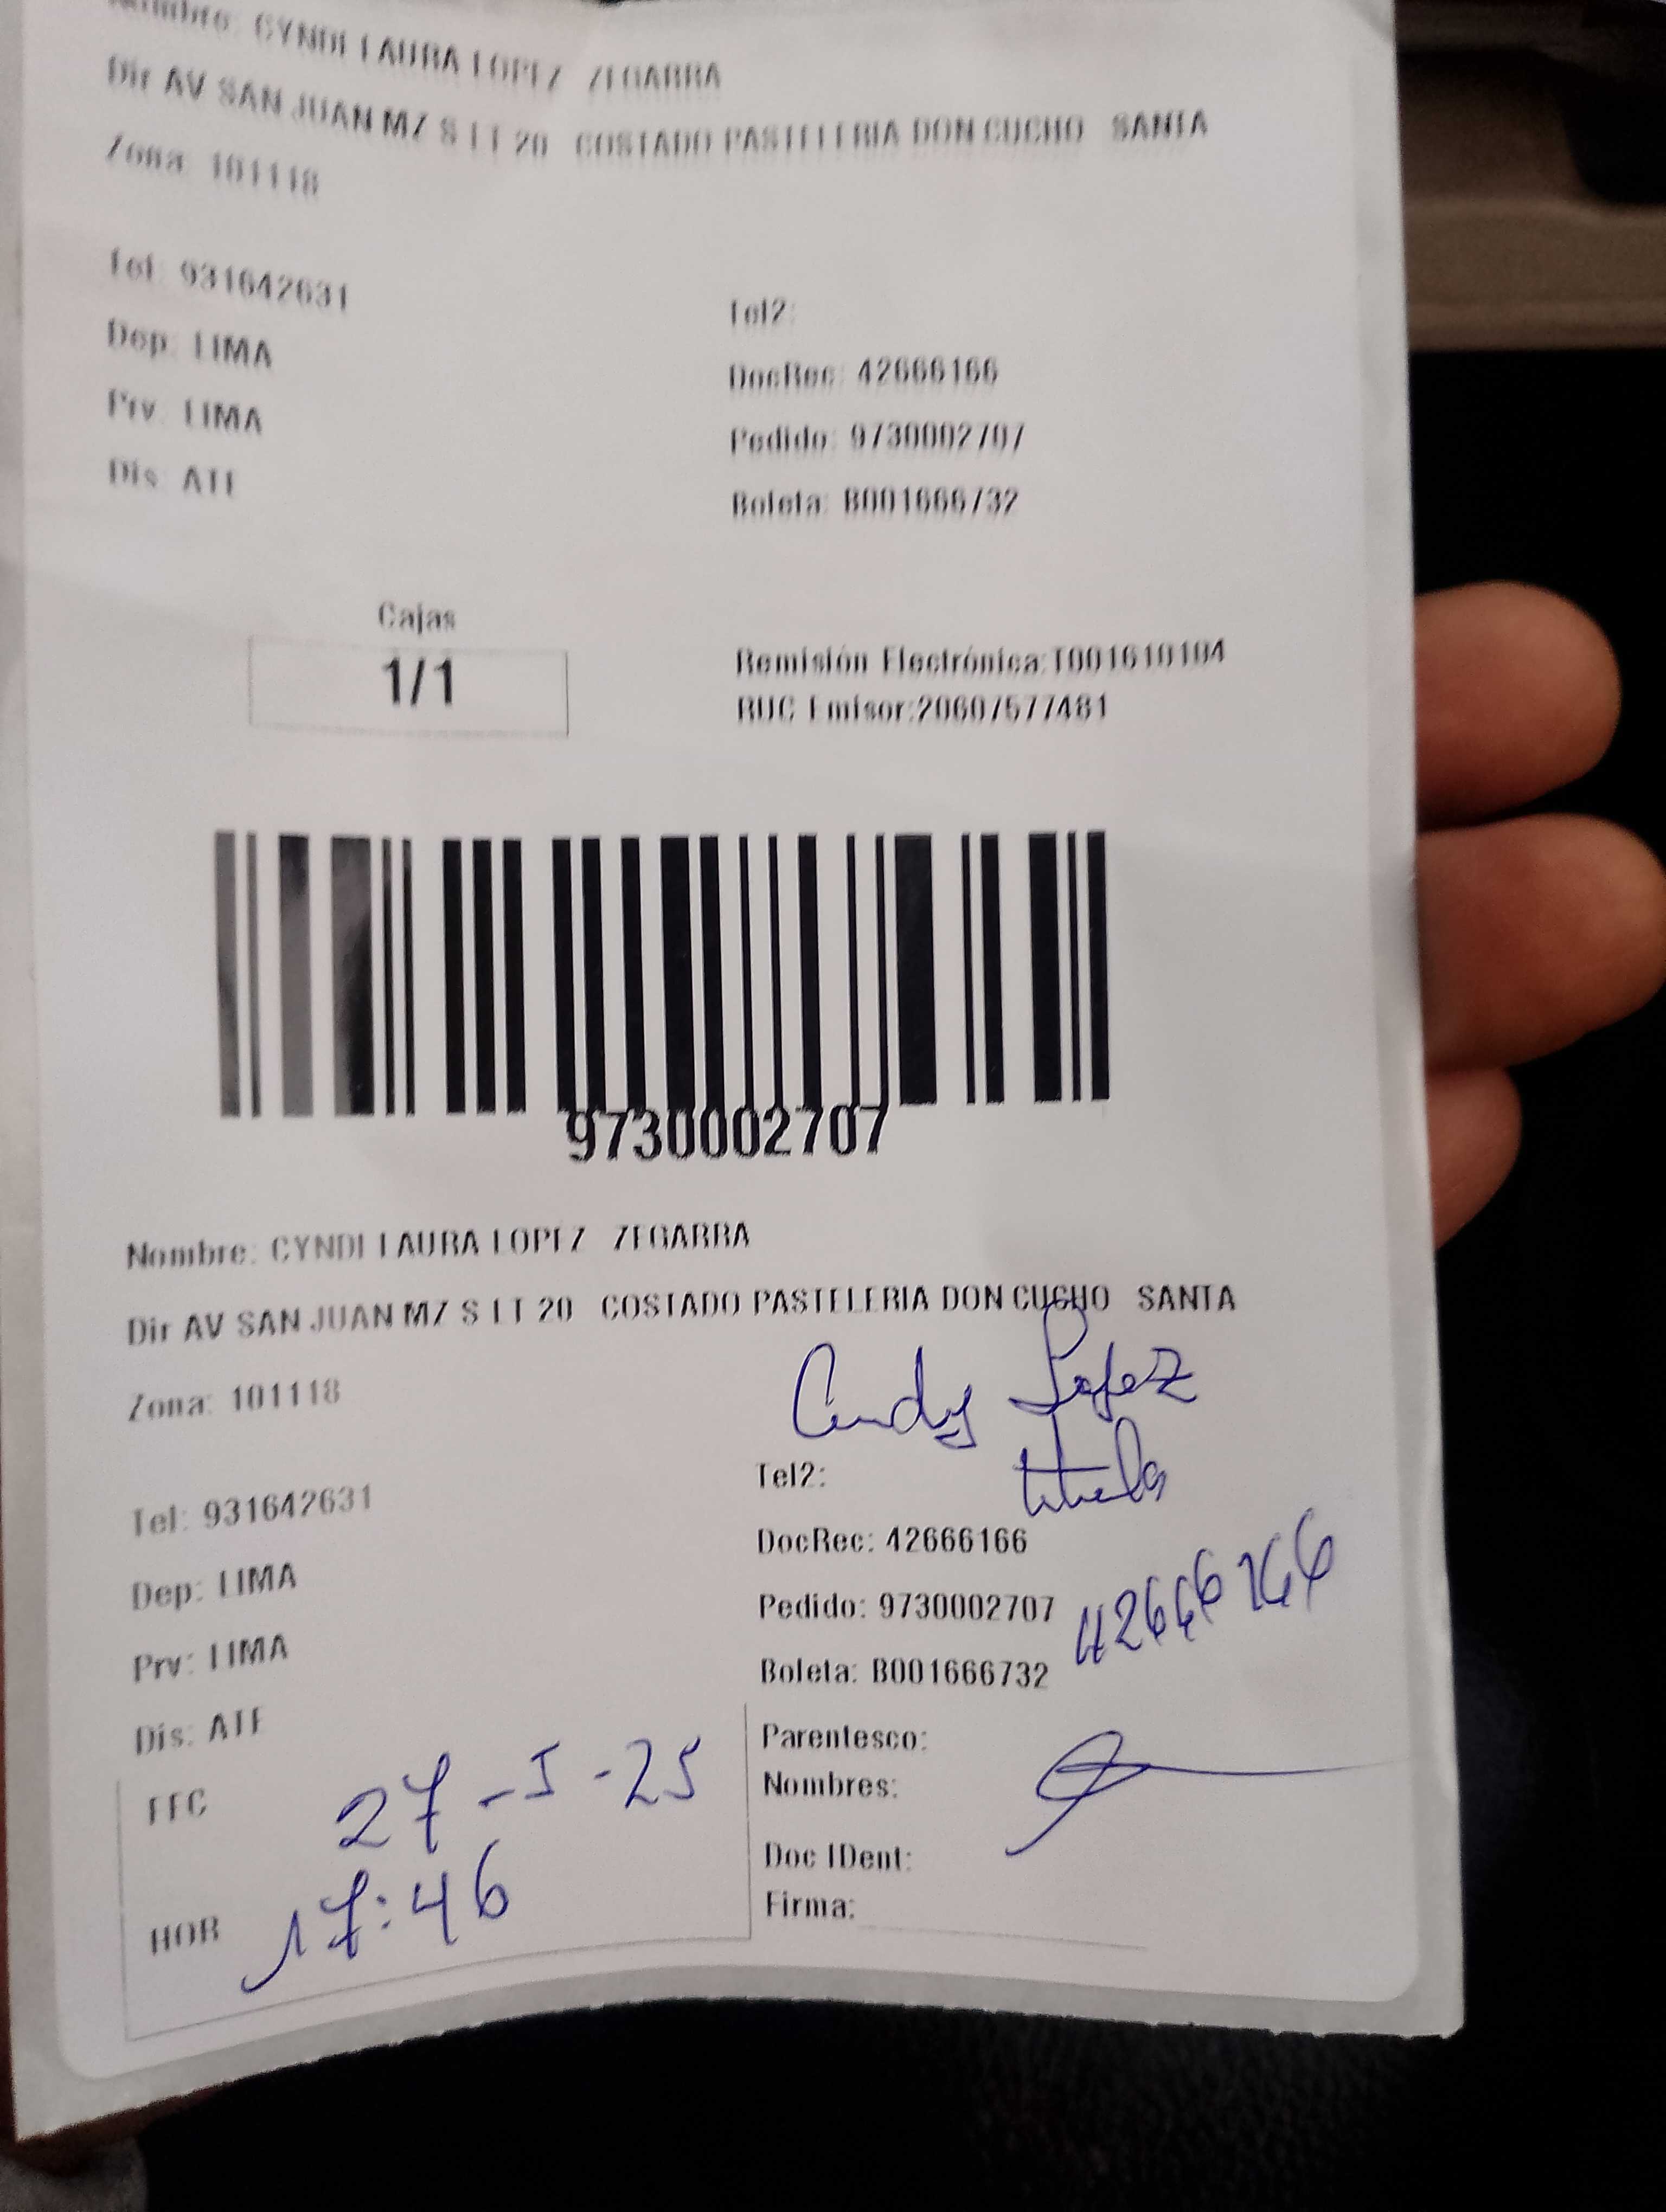 Nombre: CYNDI LAURA LOPEZ ZEGARRA
Dir AV SAN JUAN MZ S LT 20 COSTADO PASTELERIA DON CUCHO SANTA
Zona: 101118
Tel: 931642631
Tel2:
Dep: LIMA
DocRec: 42666166
Prv: LIMA
Pedido: 9730002707
Dis: ATE
Boleta: B001666732
Cajas
1/1
Remisión Electrónica:T001610104
RUC Emisor:20607577481
9730002707
Nombre: CYNDI LAURA LOPEZ ZEGARRA
Dir AV SAN JUAN MZ S LT 20 COSTADO PASTELERIA DON CUCHO SANTA
Zona: 101118
Cyndy Lopez
Tel: 931642631
Tel2:
DocRec: 42666166
Dep: LIMA
Pedido: 9730002707
42666166
Prv: LIMA
Boleta: B001666732
Dis: ATE
Parentesco:
FEC 27-5-25
Nombres:
Doc IDent:
HOR 17:46
Firma: